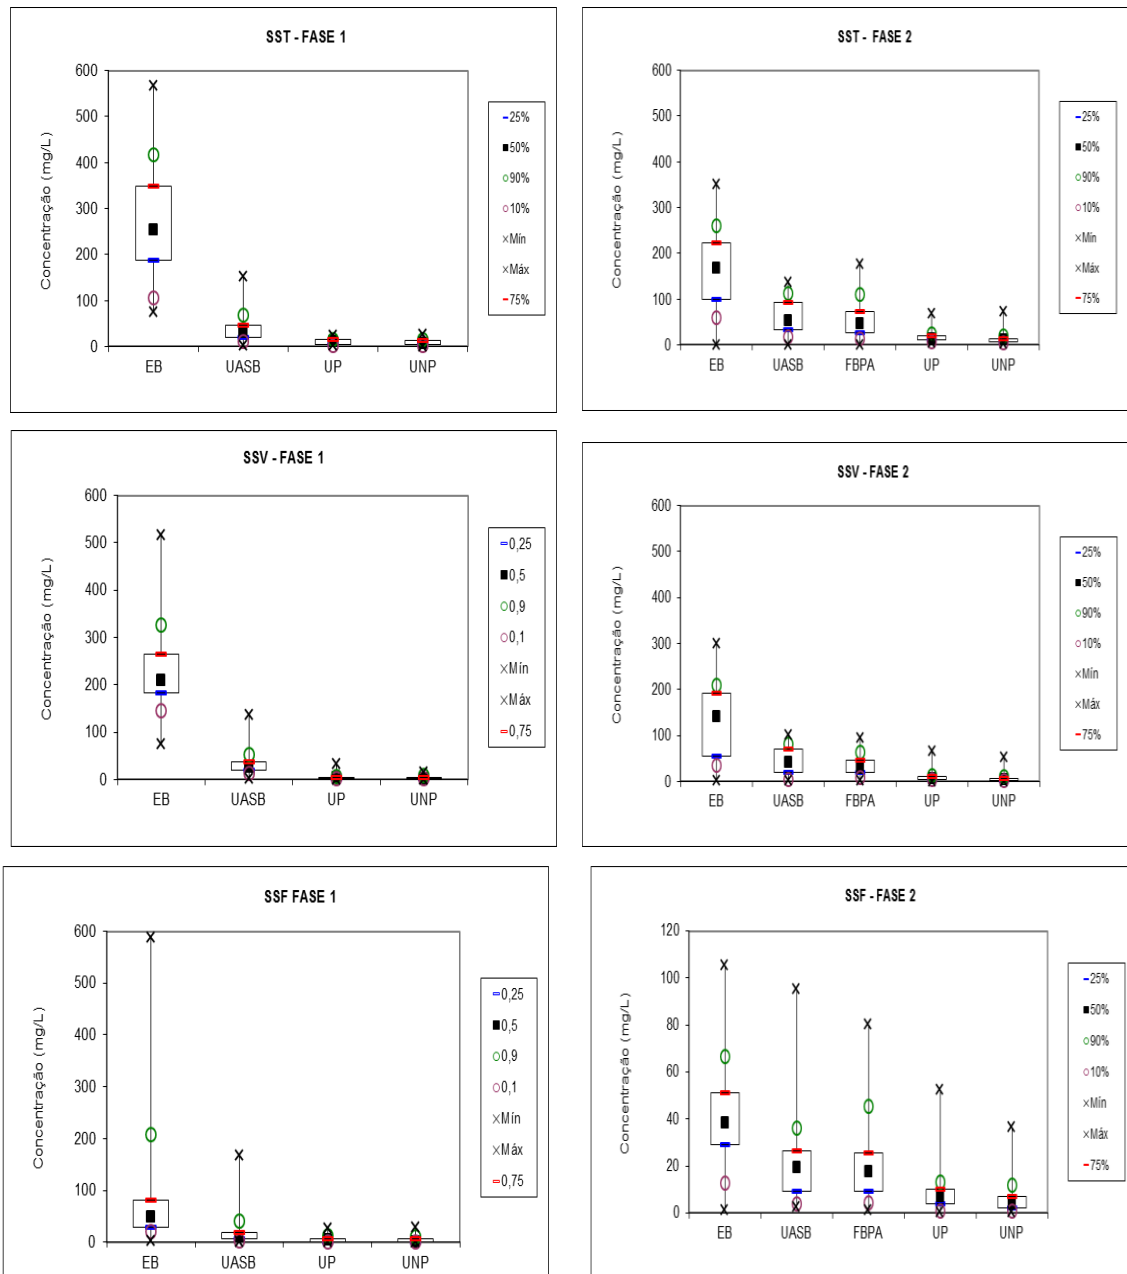 SST - FASE 1
Concentração (mg/L)
600
500
400
300
200
100
0
EB UASB UP UNP
25%
50%
90%
10%
Mín
Máx
75%
SST - FASE 2
Concentração (mg/L)
600
500
400
300
200
100
0
EB UASB FBPA UP UNP
25%
50%
90%
10%
Mín
Máx
75%
SSV - FASE 1
Concentração (mg/L)
600
500
400
300
200
100
0
EB UASB UP UNP
0,25
0,5
0,9
0,1
Mín
Máx
0,75
SSV - FASE 2
Concentração (mg/L)
600
500
400
300
200
100
0
EB UASB FBPA UP UNP
25%
50%
90%
10%
Mín
Máx
75%
SSF FASE 1
Concentração (mg/L)
600
500
400
300
200
100
0
EB UASB UP UNP
0,25
0,5
0,9
0,1
Mín
Máx
0,75
SSF - FASE 2
Concentração (mg/L)
120
100
80
60
40
20
0
EB UASB FBPA UP UNP
25%
50%
90%
10%
Mín
Máx
75%